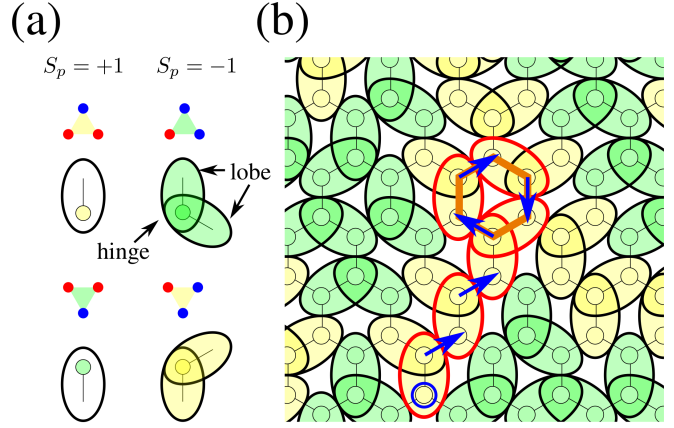 (a)
(b)
S_p = +1
S_p = −1
lobe
hinge